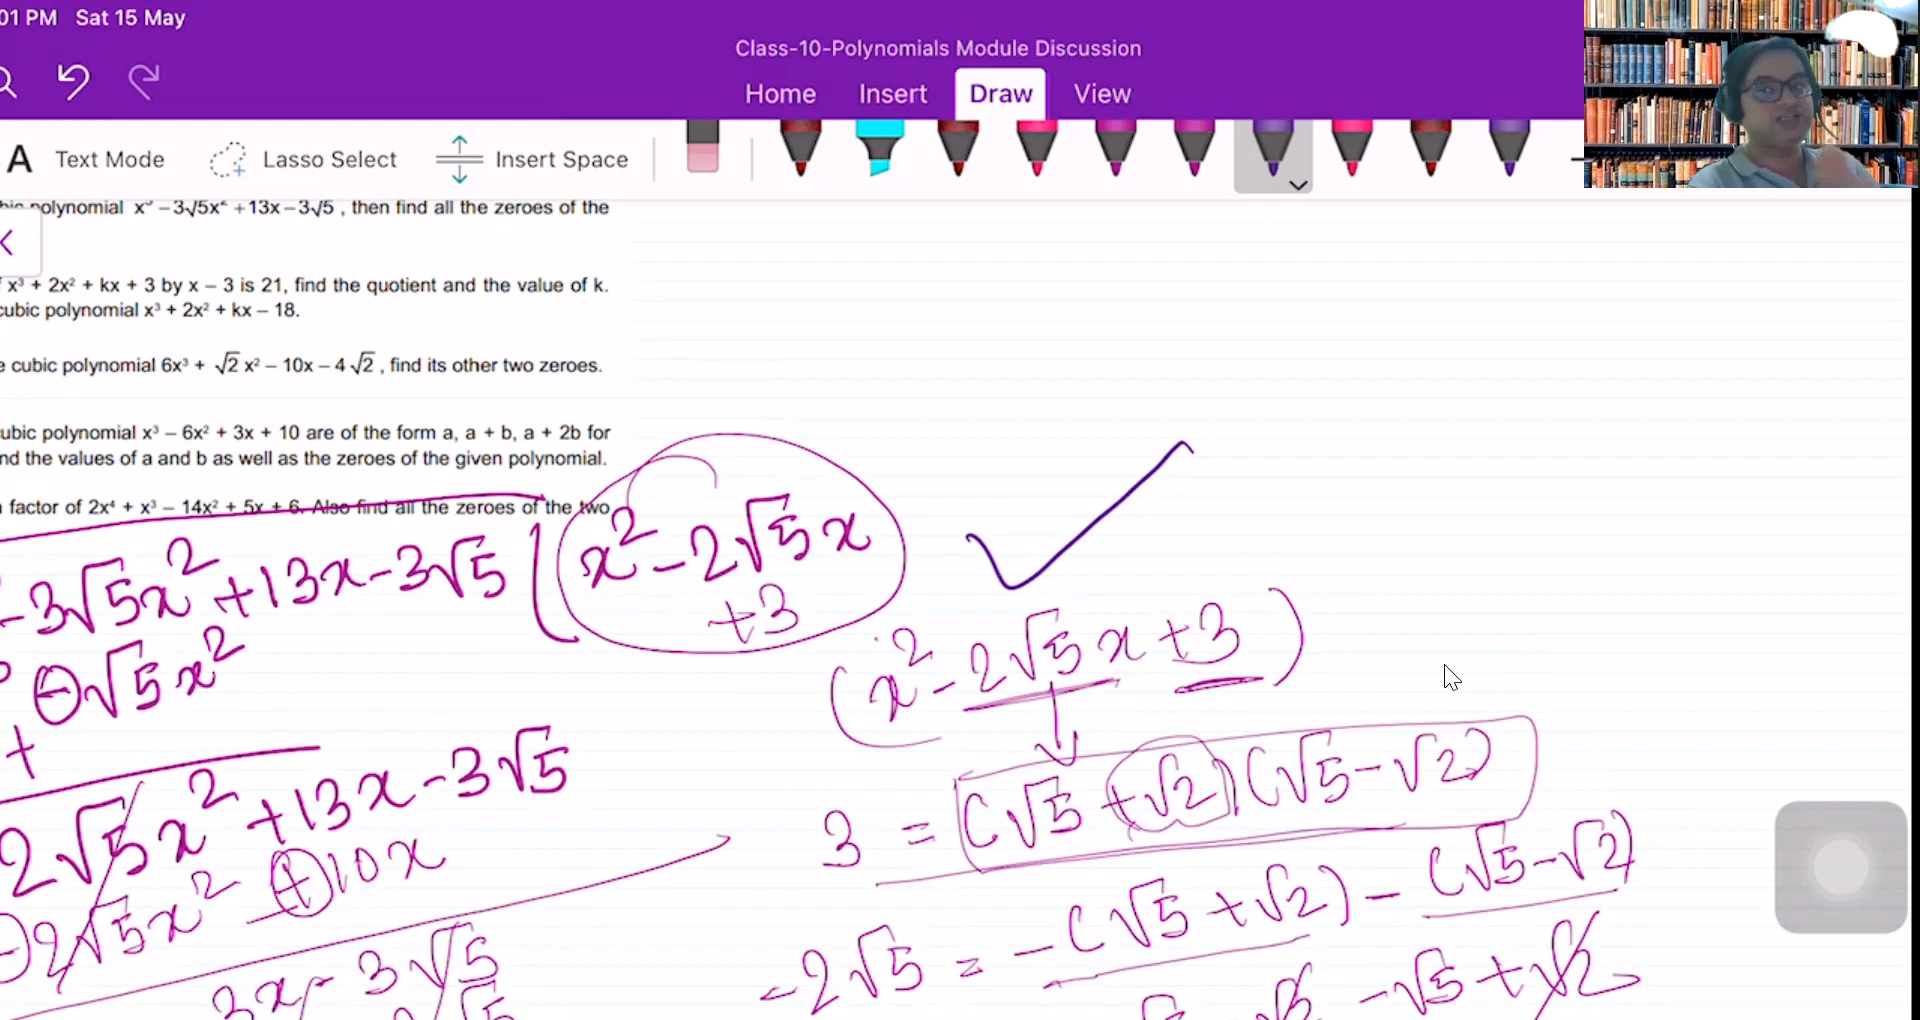 01 PM Sat 15 May
Class-10-Polynomials Module Discussion
Home Insert Draw View
A Text Mode Lasso Select Insert Space
polynomial x³ – 3√5x² + 13x – 3√5 , then find all the zeroes of the
x³ + 2x² + kx + 3 by x – 3 is 21, find the quotient and the value of k.
cubic polynomial x³ + 2x² + kx – 18.
cubic polynomial 6x³ + √2 x² – 10x – 4√2 , find its other two zeroes.
ubic polynomial x³ – 6x² + 3x + 10 are of the form a, a + b, a + 2b for
nd the values of a and b as well as the zeroes of the given polynomial.
factor of 2x⁴ + x³ – 14x² + 5x + 6. Also find all the zeroes of the two
-3√5x² +13x-3√5 ( x² - 2√5x
+3
-√5x²
+
(x² - 2√5x +3)
2√5x² +13x -3√5
3 = (√5 +√2)(√5-√2)
-2√5x² +10x
-2√5 = -(√5 +√2) - (√5-√2)
3x - 3√5
-√5 +√2